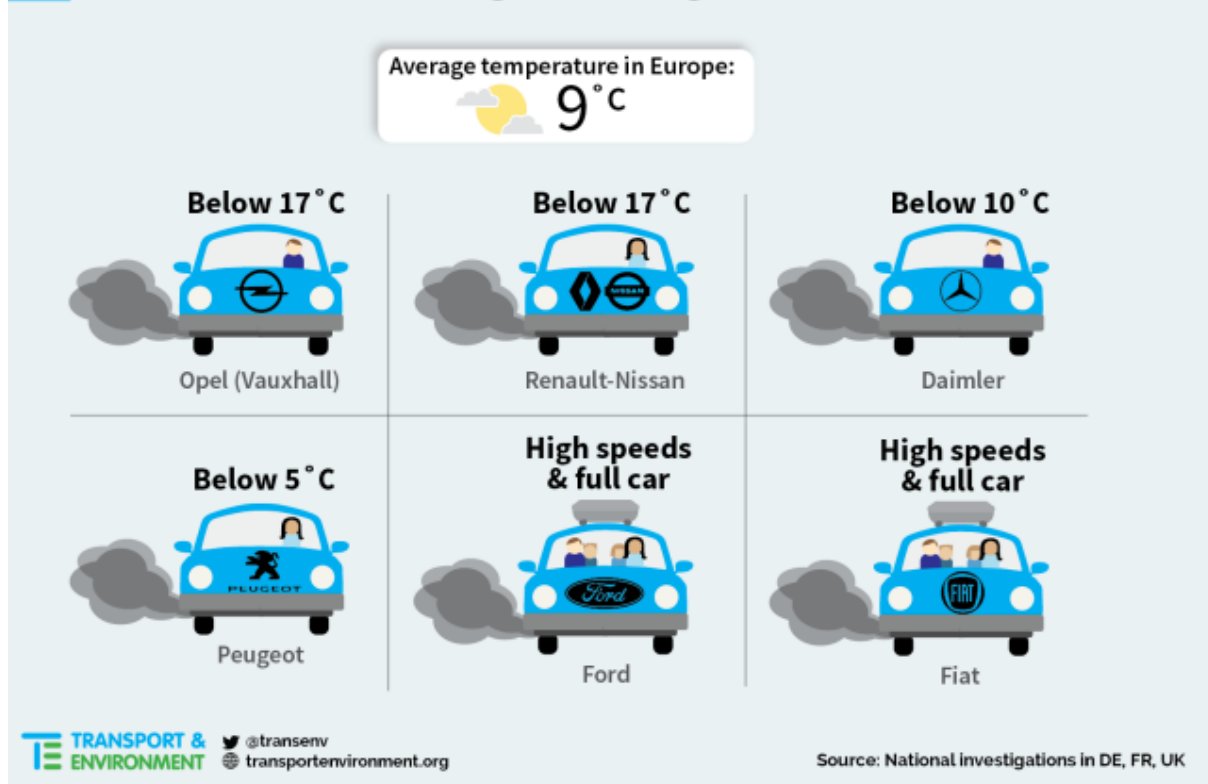 Average temperature in Europe:
9°C
Below 17°C
Below 17°C
Below 10°C
NISSAN
Opel (Vauxhall)
Renault-Nissan
Daimler
Below 5°C
High speeds
& full car
High speeds
& full car
PEUGEOT
Ford
FIAT
Peugeot
Ford
Fiat
TE TRANSPORT &
ENVIRONMENT
@transenv
transportenvironment.org
Source: National investigations in DE, FR, UK